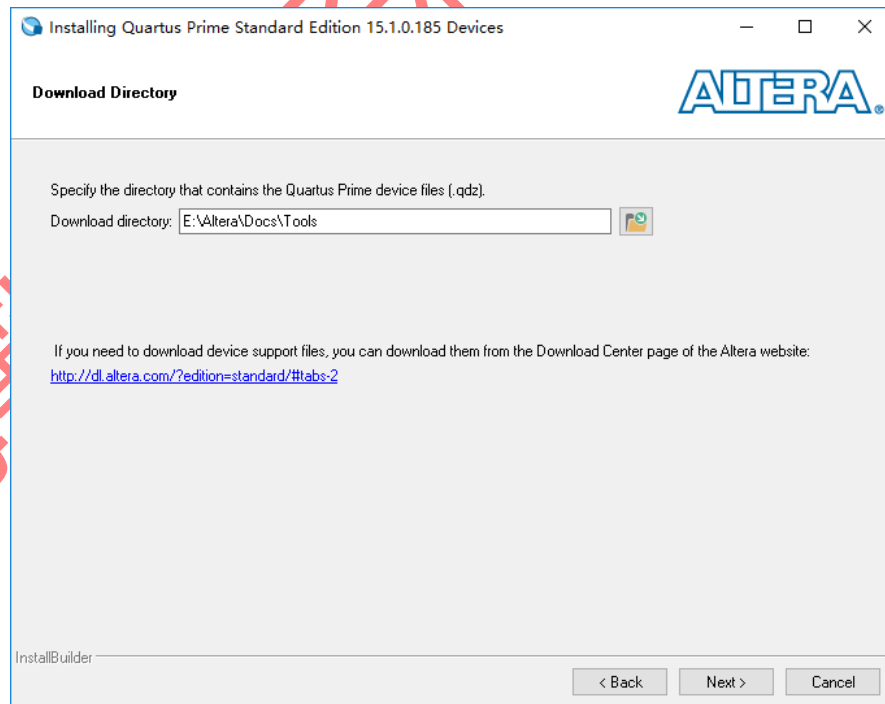 Installing Quartus Prime Standard Edition 15.1.0.185 Devices
Download Directory
ALTERA®
Specify the directory that contains the Quartus Prime device files (.qdz).
Download directory: E:\Altera\Docs\Tools
If you need to download device support files, you can download them from the Download Center page of the Altera website:
http://dl.altera.com/?edition=standard/#tabs-2
InstallBuilder
< Back Next > Cancel